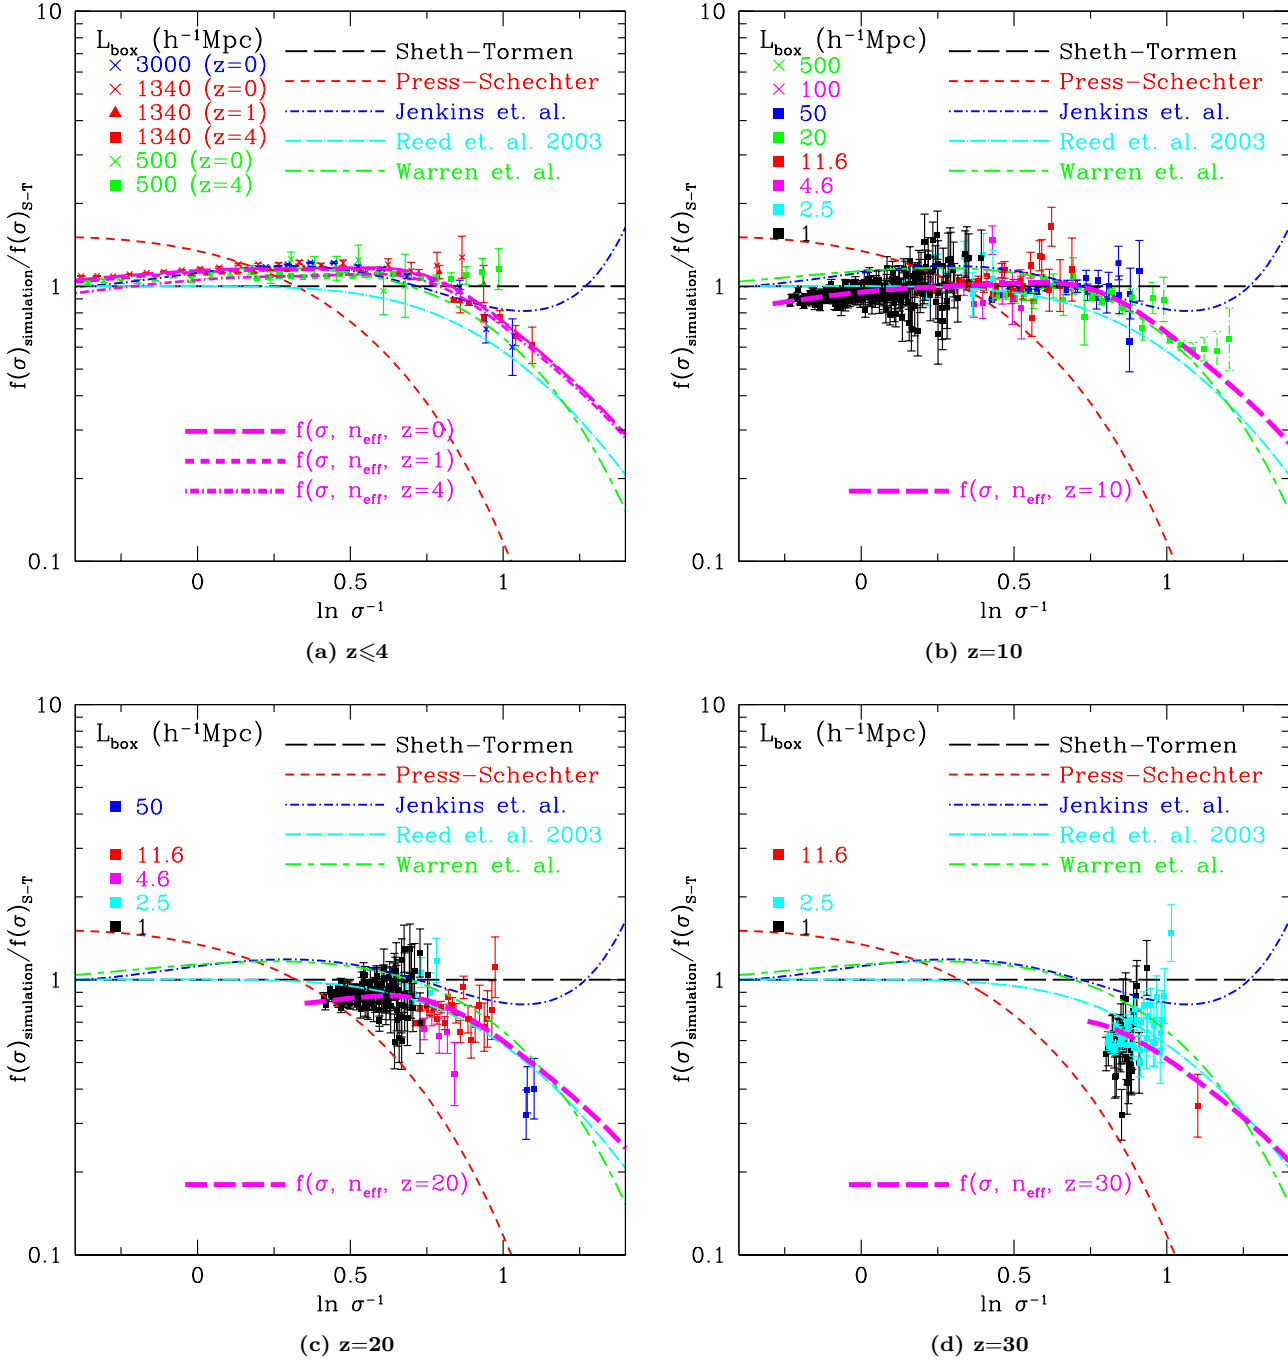 10
1
0.1
f(σ)simulation/f(σ)S−T
L_box (h⁻¹Mpc)
3000 (z=0)
1340 (z=0)
1340 (z=1)
1340 (z=4)
500 (z=0)
500 (z=4)
Sheth−Tormen
Press−Schechter
Jenkins et. al.
Reed et. al. 2003
Warren et. al.
f(σ, n_eff, z=0)
f(σ, n_eff, z=1)
f(σ, n_eff, z=4)
0 0.5 1
ln σ⁻¹
(a) z⩽4
10
1
0.1
f(σ)simulation/f(σ)S−T
L_box (h⁻¹Mpc)
500
100
50
20
11.6
4.6
2.5
1
Sheth−Tormen
Press−Schechter
Jenkins et. al.
Reed et. al. 2003
Warren et. al.
f(σ, n_eff, z=10)
0 0.5 1
ln σ⁻¹
(b) z=10
10
1
0.1
f(σ)simulation/f(σ)S−T
L_box (h⁻¹Mpc)
50
11.6
4.6
2.5
1
Sheth−Tormen
Press−Schechter
Jenkins et. al.
Reed et. al. 2003
Warren et. al.
f(σ, n_eff, z=20)
0 0.5 1
ln σ⁻¹
(c) z=20
10
1
0.1
f(σ)simulation/f(σ)S−T
L_box (h⁻¹Mpc)
11.6
2.5
1
Sheth−Tormen
Press−Schechter
Jenkins et. al.
Reed et. al. 2003
Warren et. al.
f(σ, n_eff, z=30)
0 0.5 1
ln σ⁻¹
(d) z=30